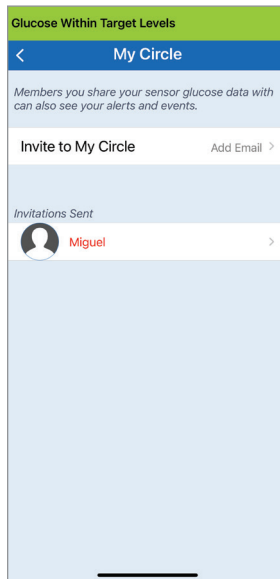 Glucose Within Target Levels
My Circle
Members you share your sensor glucose data with
can also see your alerts and events.
Invite to My Circle Add Email
Invitations Sent
Miguel